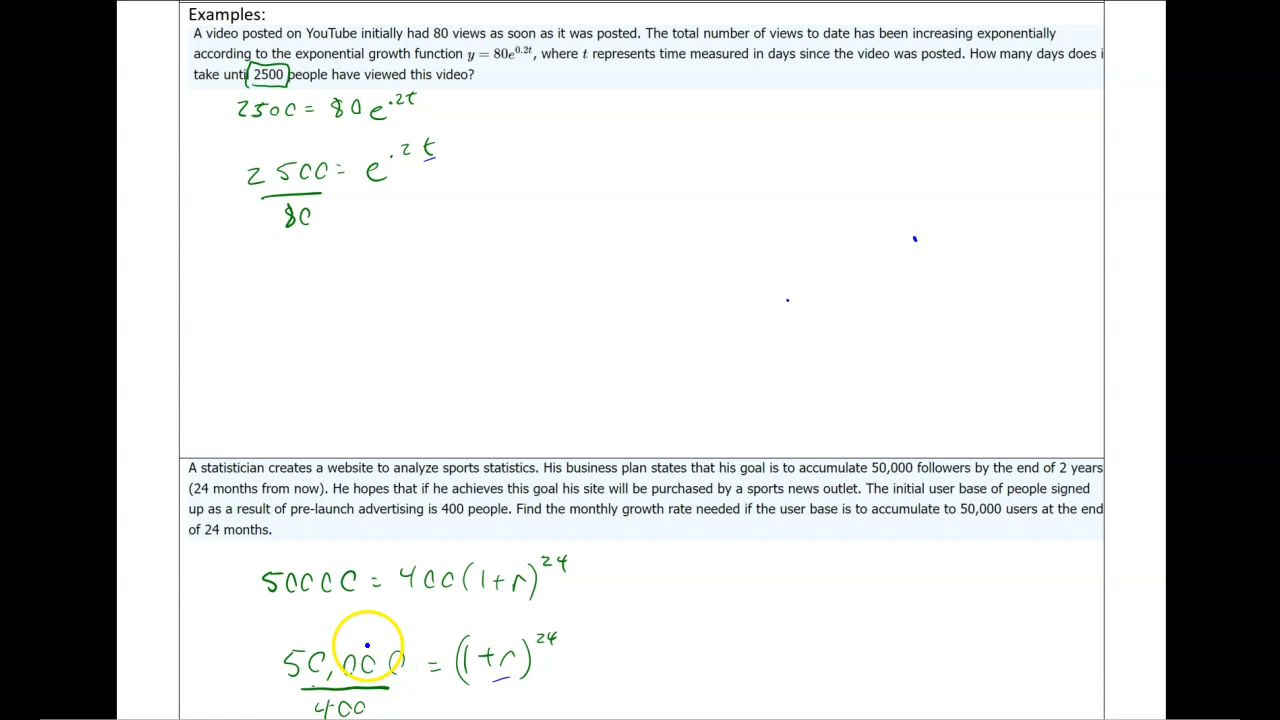 Examples:
A video posted on YouTube initially had 80 views as soon as it was posted. The total number of views to date has been increasing exponentially
according to the exponential growth function y = 80e^0.2t, where t represents time measured in days since the video was posted. How many days does i
take until 2500 people have viewed this video?
2500 = 80 e^.2t
2500/80 = e^.2t
A statistician creates a website to analyze sports statistics. His business plan states that his goal is to accumulate 50,000 followers by the end of 2 years
(24 months from now). He hopes that if he achieves this goal his site will be purchased by a sports news outlet. The initial user base of people signed
up as a result of pre-launch advertising is 400 people. Find the monthly growth rate needed if the user base is to accumulate to 50,000 users at the end
of 24 months.
50000 = 400(1+r)^24
50,000/400 = (1+r)^24